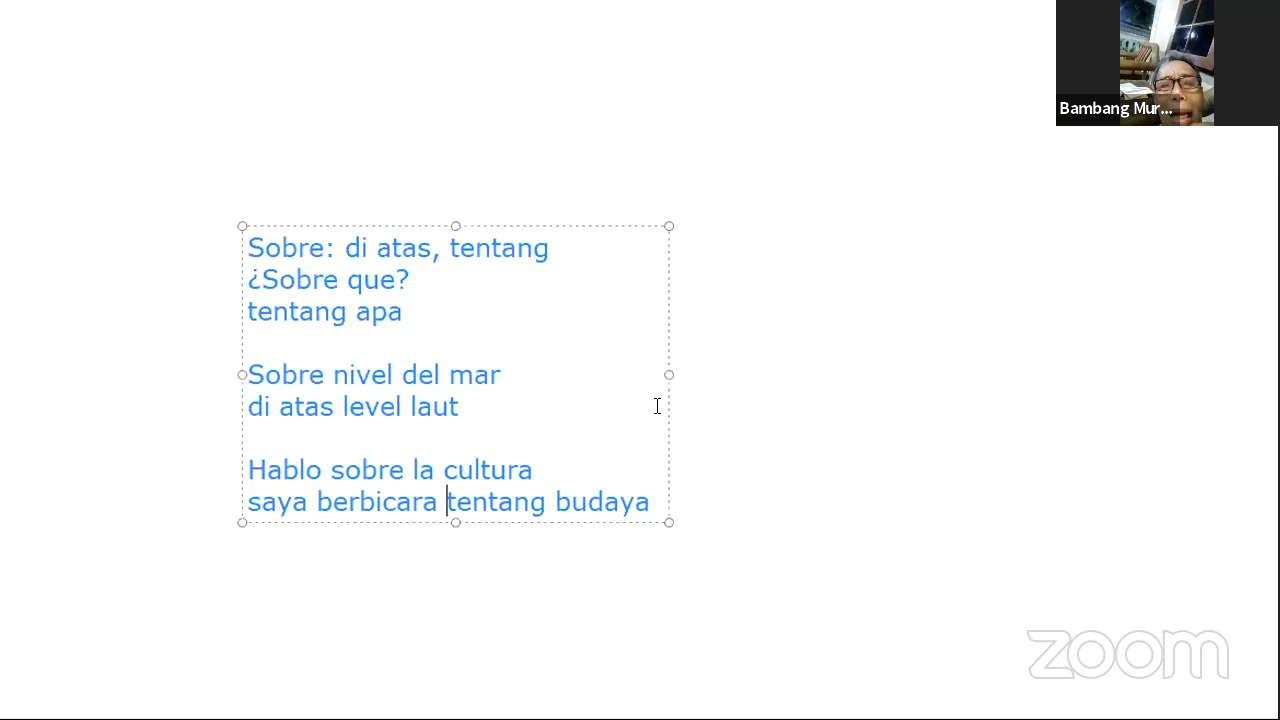 Bambang Mur...
Sobre: di atas, tentang
¿Sobre que?
tentang apa
Sobre nivel del mar
di atas level laut
Hablo sobre la cultura
saya berbicara tentang budaya
zoom